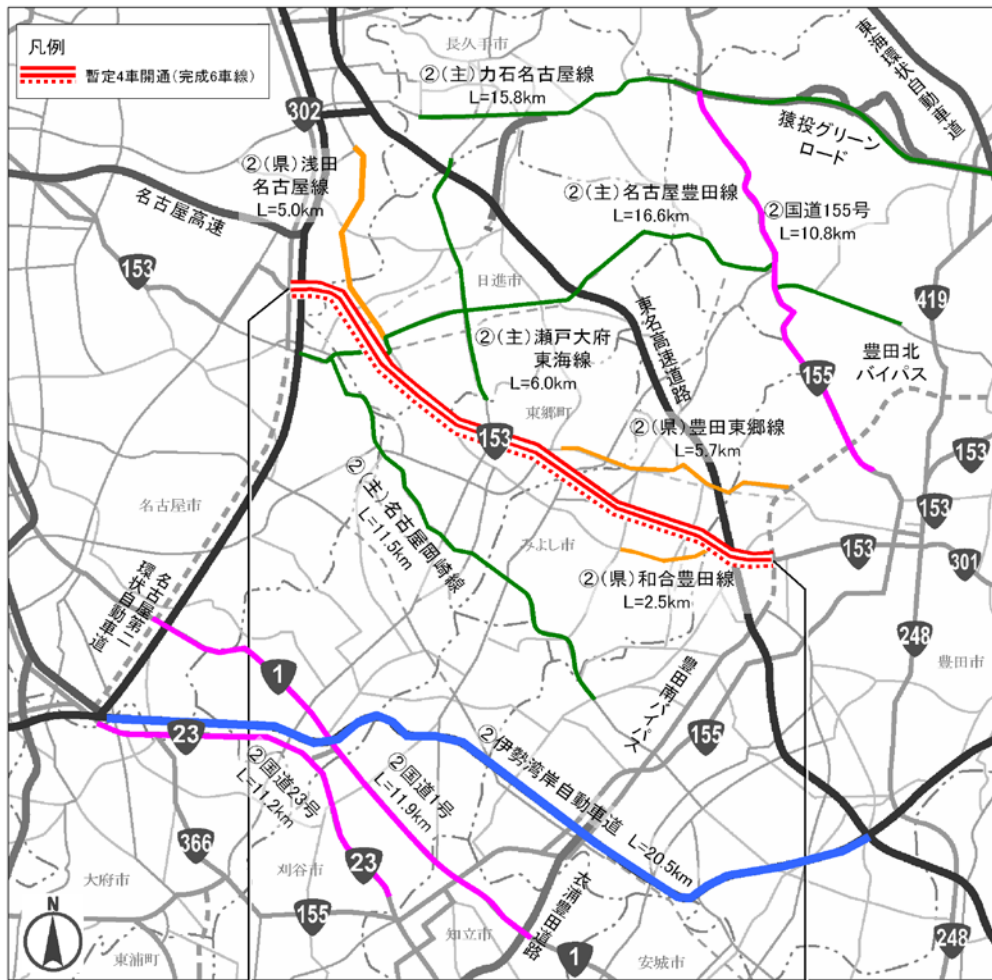 凡例
暫定4車開通(完成6車線)
長久手市
②(主)力石名古屋線
L=15.8km
東海環状自動車道
302
猿投グリーン
ロード
②(県)浅田
名古屋線
L=5.0km
②(主)名古屋豊田線
L=16.6km
②国道155号
L=10.8km
名古屋高速
153
日進市
東名高速道路
419
②(主)瀬戸大府
東海線
L=6.0km
豊田北
バイパス
155
東郷町
153
②(県)豊田東郷線
L=5.7km
153
②(主)名古屋岡崎線
L=11.5km
名古屋市
153
みよし市
153
301
②(県)和合豊田線
L=2.5km
名古屋第二
環状自動車道
248
豊田市
1
豊田南バイパス
23
155
②伊勢湾岸自動車道
L=20.5km
②国道23号
L=11.2km
②国道1号
L=11.9km
366
23
大府市
刈谷市
155
衣浦豊田道路
N
知立市
東浦町
1
安城市
248